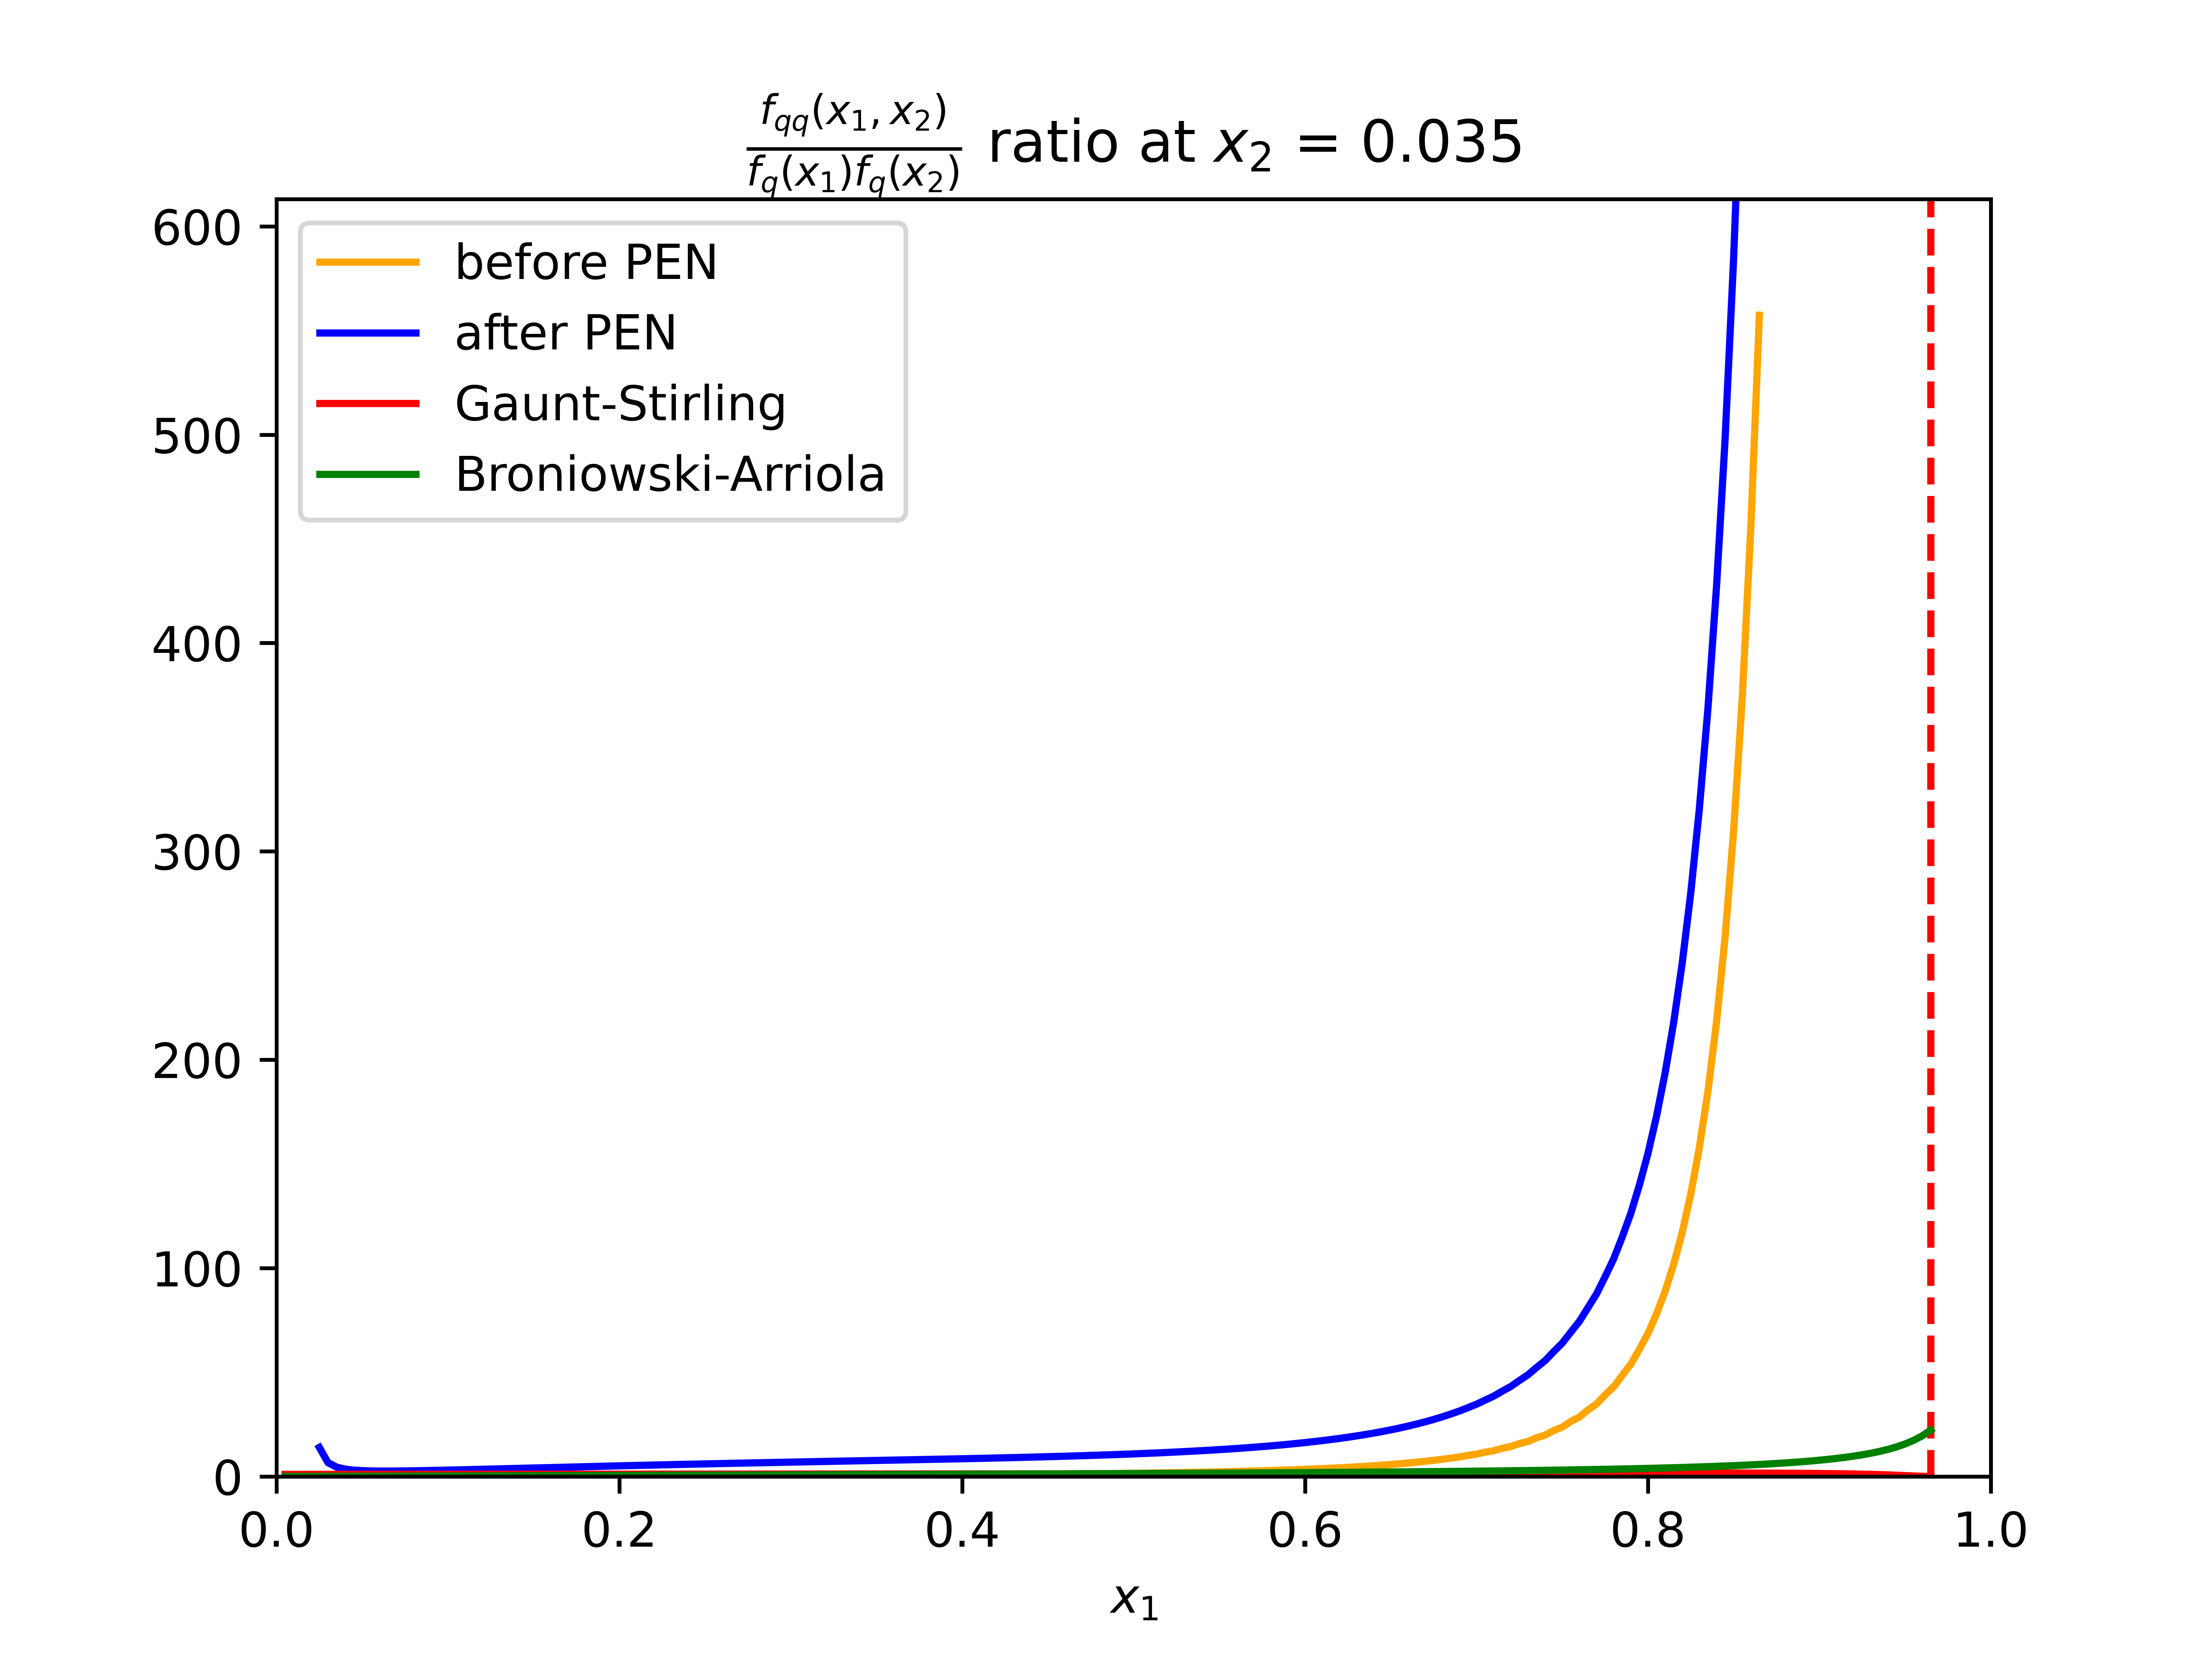 f_{qq}(x_1, x_2)
f_q(x_1)f_q(x_2) ratio at x_2 = 0.035
before PEN
after PEN
Gaunt-Stirling
Broniowski-Arriola
600
500
400
300
200
100
0
0.0 0.2 0.4 0.6 0.8 1.0
x_1